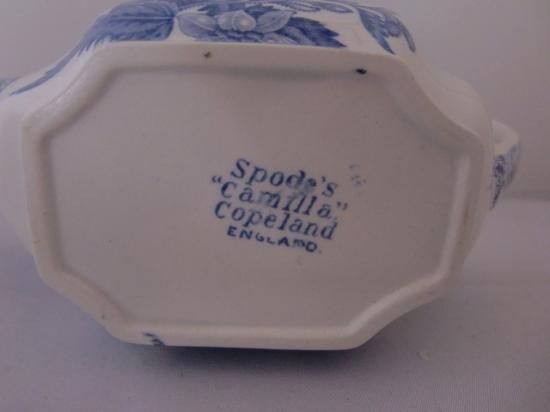 Spode's
"Camilla"
Copeland
ENGLAND.